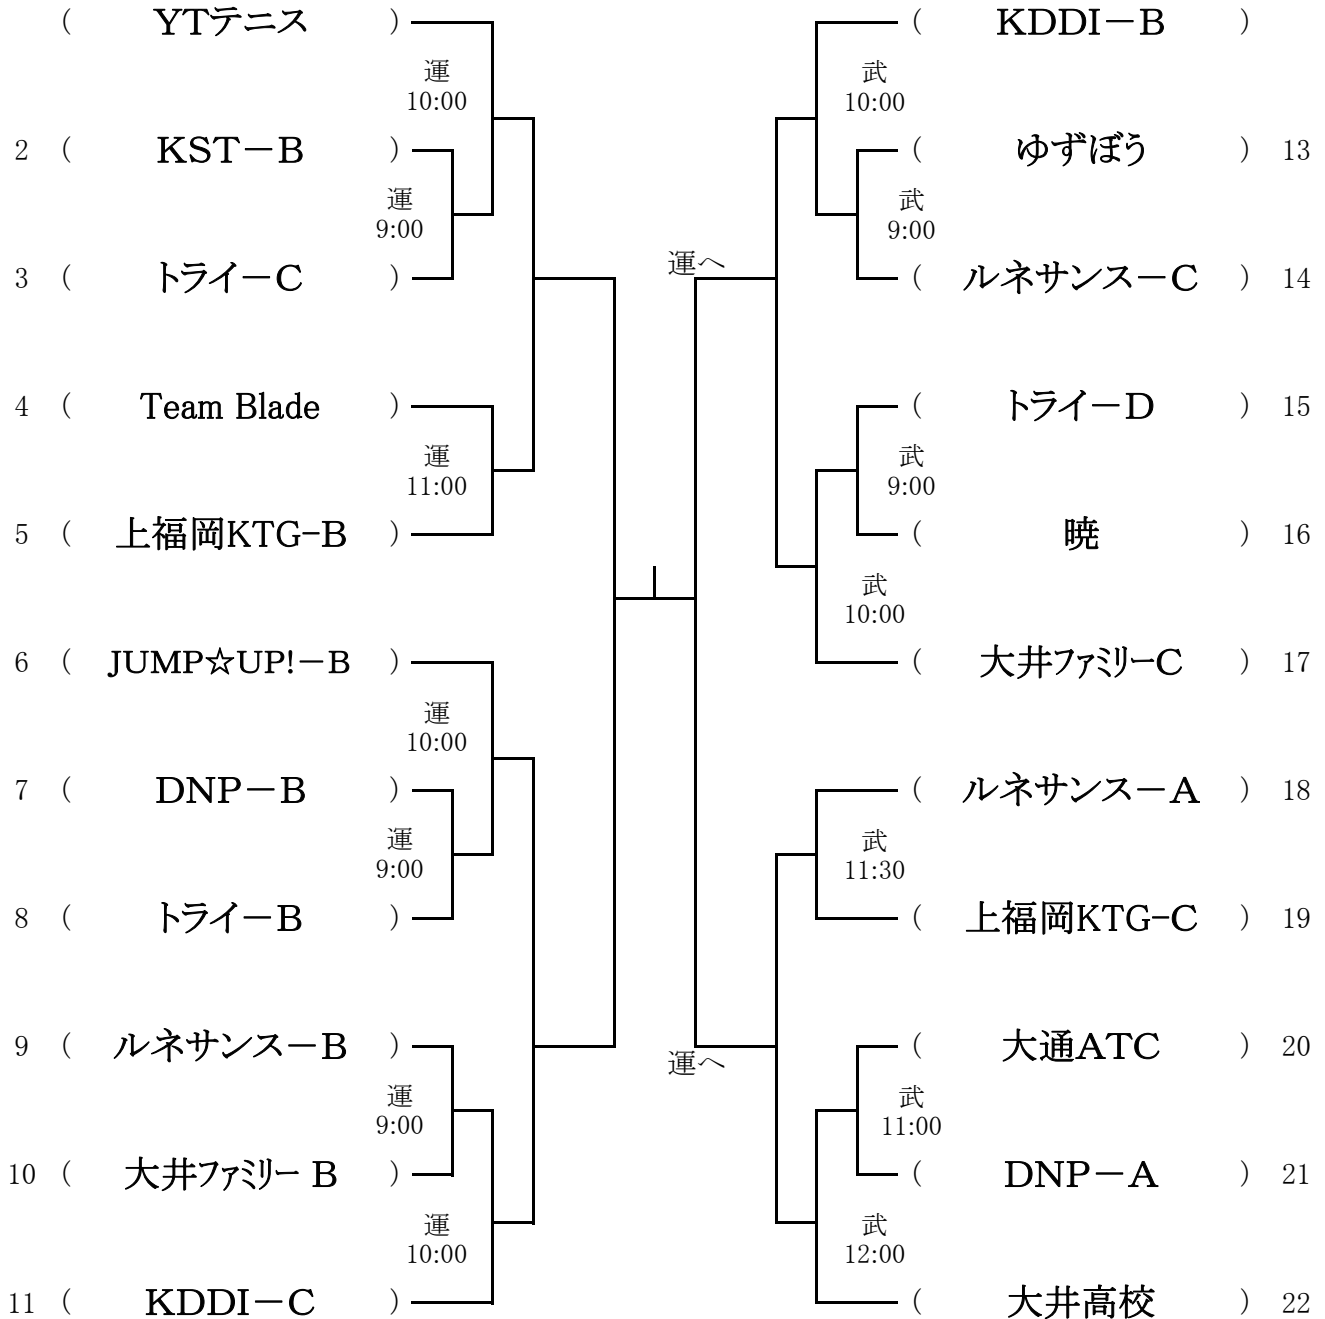 ( YTテニス )
運
10:00
2 ( KST－B )
運
9:00
3 ( トライ－C )
4 ( Team Blade )
運
11:00
5 ( 上福岡KTG-B )
6 ( JUMP☆UP!－B )
運
10:00
7 ( DNP－B )
運
9:00
8 ( トライ－B )
9 ( ルネサンス－B )
運
9:00
10 ( 大井ファミリー B )
運
10:00
11 ( KDDI－C )
運へ
運へ
( KDDI－B )
武
10:00
( ゆずぼう ) 13
武
9:00
( ルネサンス－C ) 14
( トライ－D ) 15
武
9:00
( 暁 ) 16
武
10:00
( 大井ファミリーC ) 17
( ルネサンス－A ) 18
武
11:30
( 上福岡KTG-C ) 19
( 大通ATC ) 20
武
11:00
( DNP－A ) 21
武
12:00
( 大井高校 ) 22